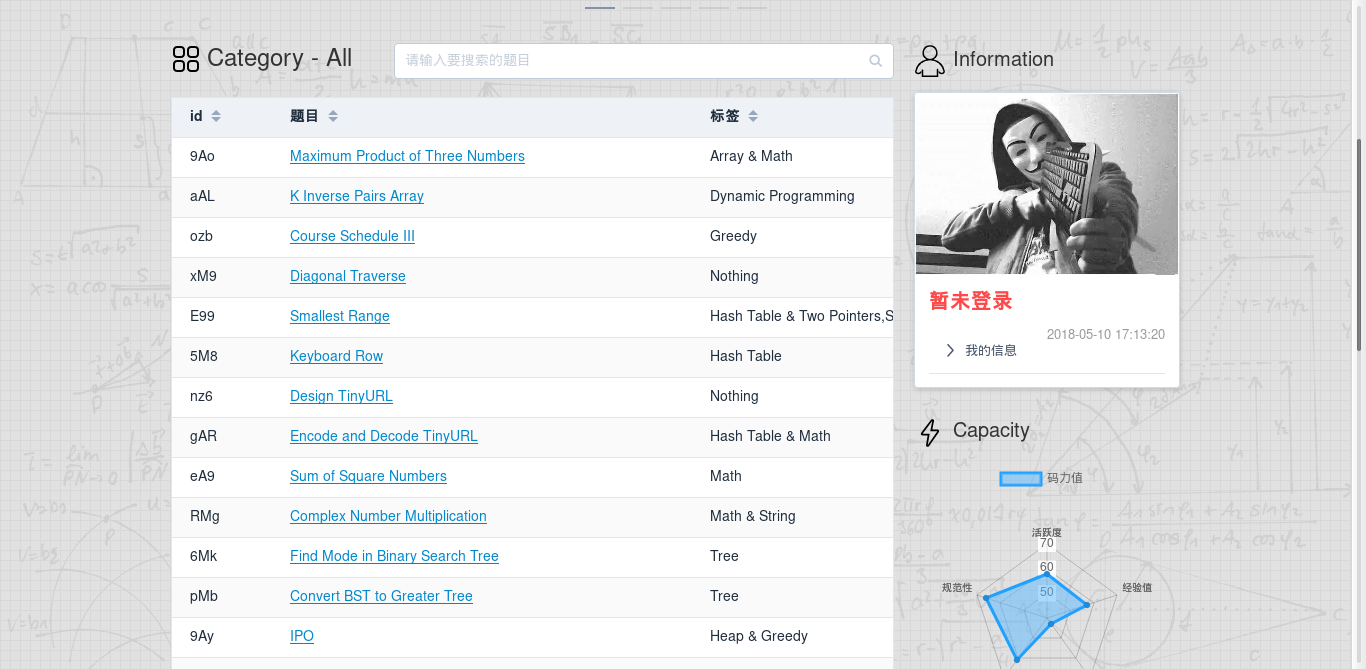 Category - All
请输入要搜索的题目
Information
id 题目 标签
9Ao Maximum Product of Three Numbers Array & Math
aAL K Inverse Pairs Array Dynamic Programming
ozb Course Schedule III Greedy
xM9 Diagonal Traverse Nothing
E99 Smallest Range Hash Table & Two Pointers,S
5M8 Keyboard Row Hash Table
nz6 Design TinyURL Nothing
gAR Encode and Decode TinyURL Hash Table & Math
eA9 Sum of Square Numbers Math
RMg Complex Number Multiplication Math & String
6Mk Find Mode in Binary Search Tree Tree
pMb Convert BST to Greater Tree Tree
9Ay IPO Heap & Greedy
暂未登录
2018-05-10 17:13:20
我的信息
Capacity
码力值
活跃度
70
60
50
规范性
经验值